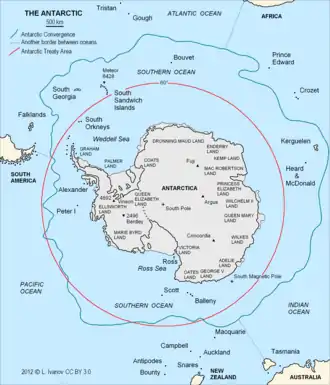 THE ANTARCTIC
500 km
Antarctic Convergence
Another border between oceans
Antarctic Treaty Area
Tristan
Gough
ATLANTIC OCEAN
AFRICA
Bouvet
Prince
Edward
SOUTHERN OCEAN
Meteor
8428
60°
South
Georgia
South
Sandwich
Islands
Crozet
Falklands
South
Orkneys
Weddell Sea
Kerguelen
Heard &
McDonald
DRONNING MAUD LAND
ENDERBY
LAND
KEMP LAND
Fuji
MAC ROBERTSON
LAND
COATS
LAND
GRAHAM
LAND
PALMER
LAND
SOUTH
AMERICA
Alexander
Peter I
4892
Vinson
ELLSWORTH
LAND
QUEEN
ELIZABETH
LAND
ANTARCTICA
South Pole
PRINCESS
ELIZABETH
LAND
Argus
WILHELM II
LAND
QUEEN MARY
LAND
2496
Bentley
MARIE BYRD
LAND
Concordia
WILKES
LAND
VICTORIA
LAND
Ross
Ross Sea
ADELIE
LAND
OATES
LAND
GEORGE V
LAND
South Magnetic Pole
PACIFIC
OCEAN
Scott
Balleny
SOUTHERN OCEAN
INDIAN
OCEAN
Macquarie
Campbell
Auckland
Antipodes
Snares
Bounty
NEW
ZEALAND
Tasmania
AUSTRALIA
2012 © L. Ivanov CC BY 3.0